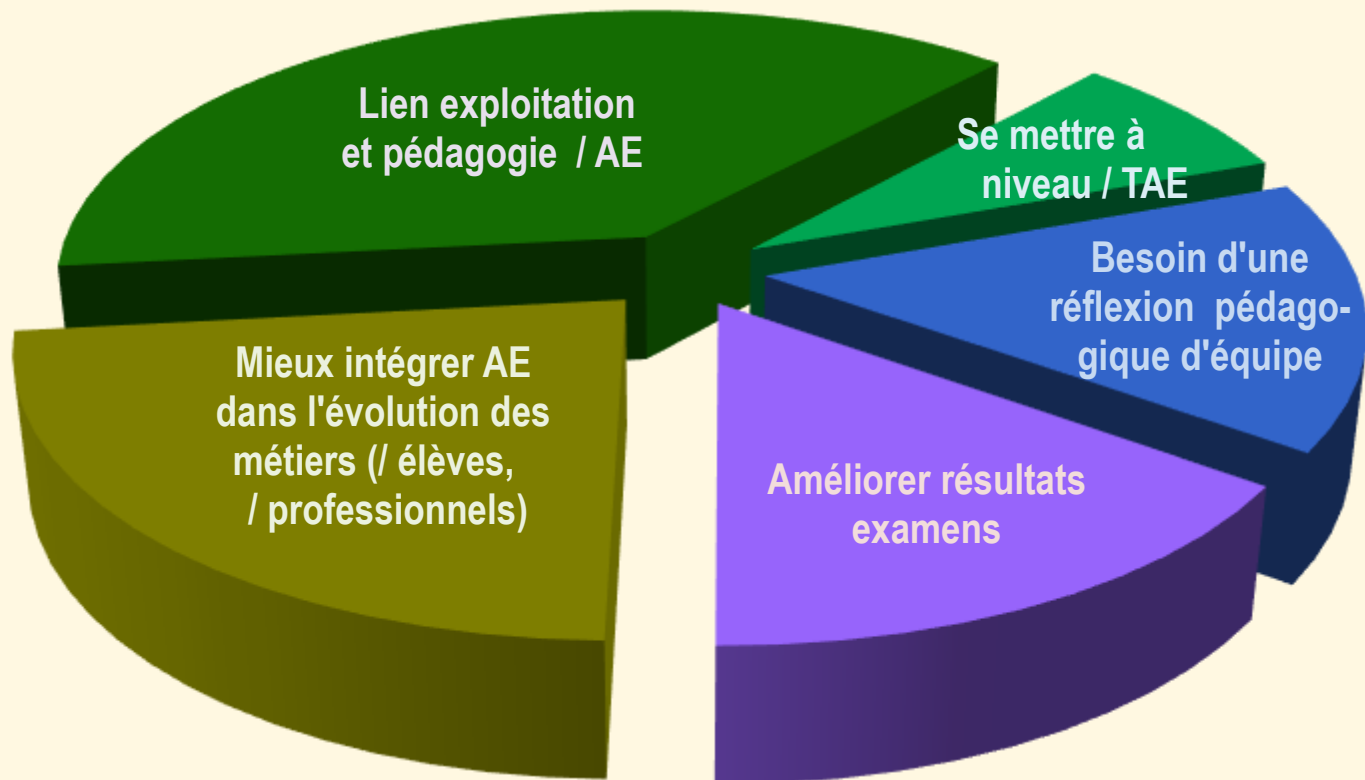 Lien exploitation
et pédagogie / AE
Se mettre à
niveau / TAE
Besoin d'une
réflexion pédago-
gique d'équipe
Mieux intégrer AE
dans l'évolution des
métiers (/ élèves,
/ professionnels)
Améliorer résultats
examens